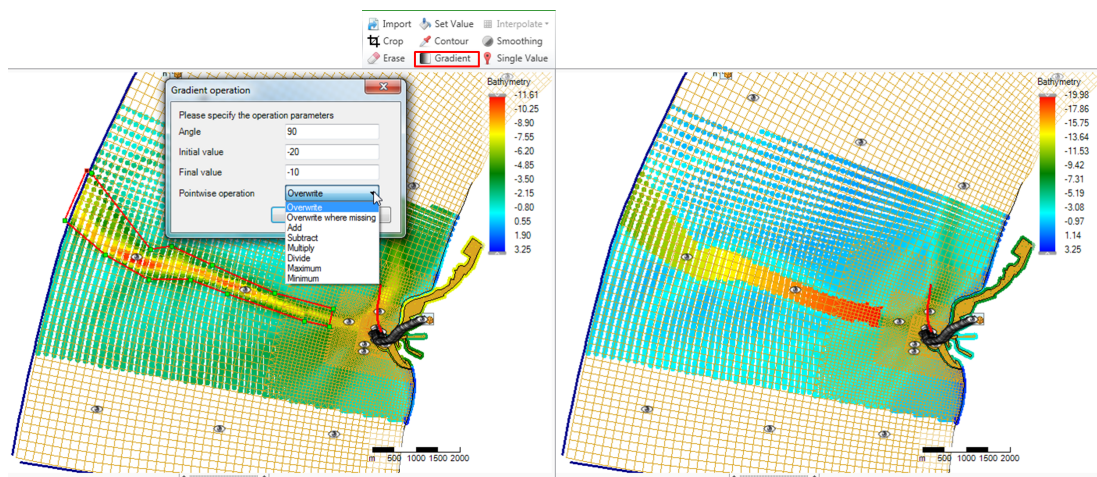 Import Set Value Interpolate
Crop Contour Smoothing
Erase Gradient Single Value
Gradient operation
Please specify the operation parameters
Angle 90
Initial value -20
Final value -10
Pointwise operation Overwrite
Overwrite
Overwrite where missing
Add
Subtract
Multiply
Divide
Maximum
Minimum
Bathymetry
-11.61
-10.25
-8.90
-7.55
-6.20
-4.85
-3.50
-2.15
-0.80
0.55
1.90
3.25
m 500 1000 1500 2000
Bathymetry
-19.98
-17.86
-15.75
-13.64
-11.53
-9.42
-7.31
-5.19
-3.08
-0.97
1.14
3.25
m 500 1000 1500 2000